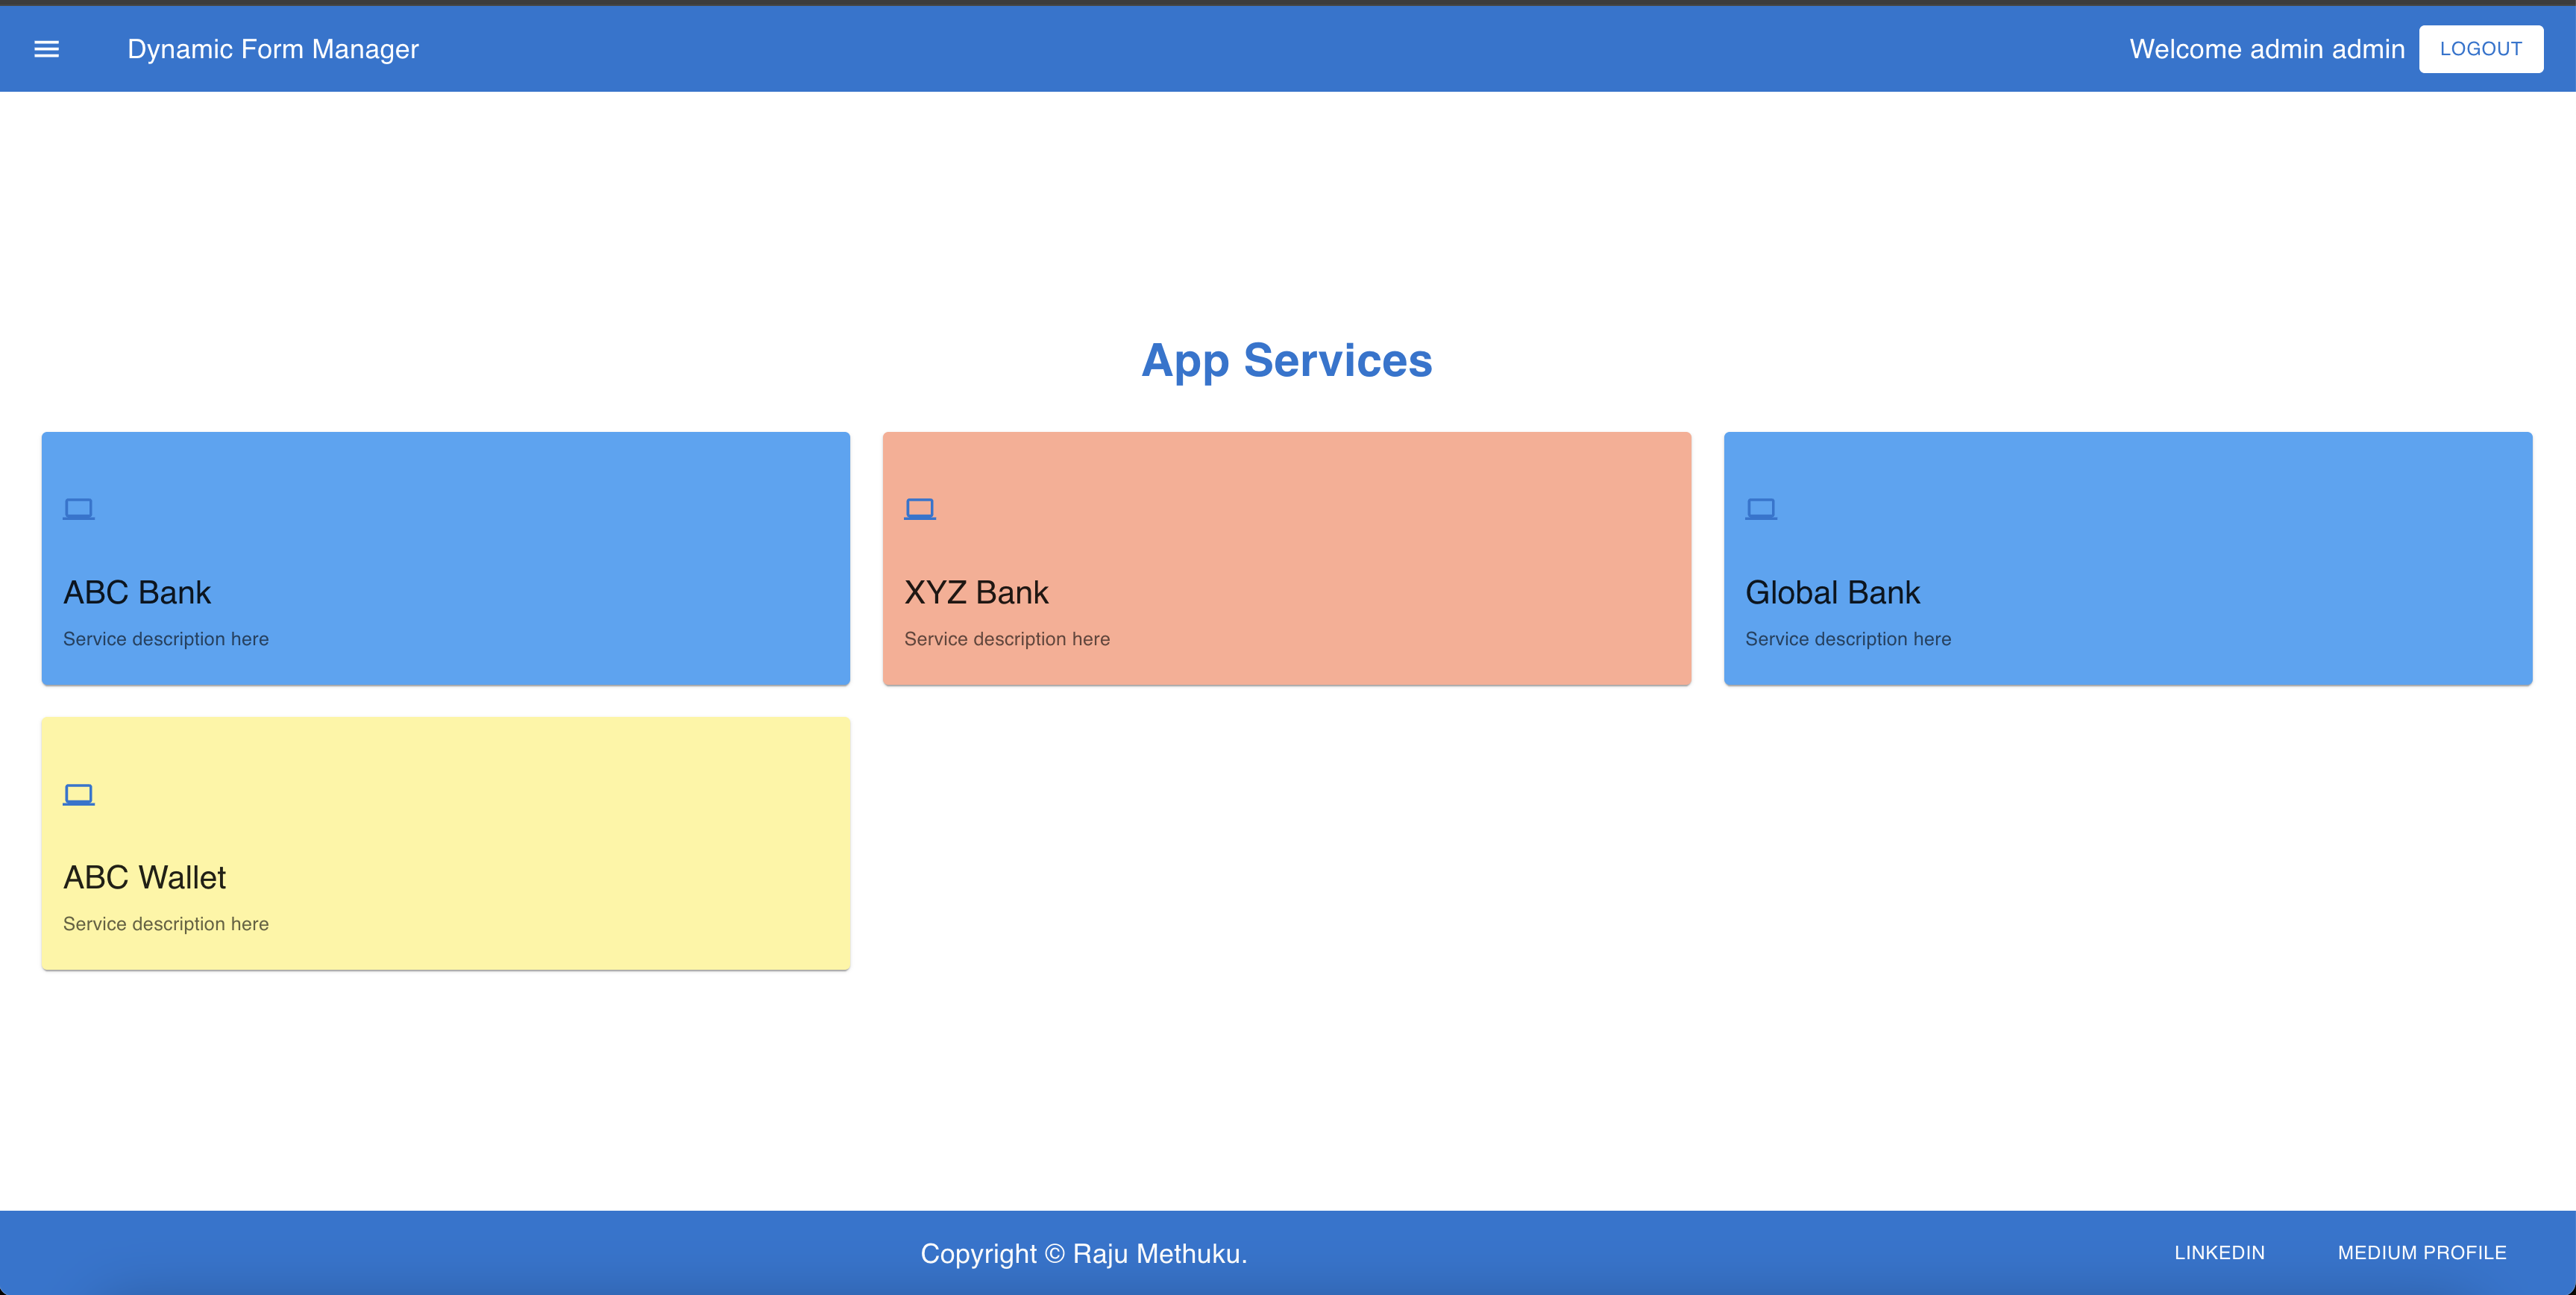 Dynamic Form Manager
Welcome admin admin
LOGOUT
App Services
ABC Bank
Service description here
XYZ Bank
Service description here
Global Bank
Service description here
ABC Wallet
Service description here
Copyright © Raju Methuku.
LINKEDIN
MEDIUM PROFILE